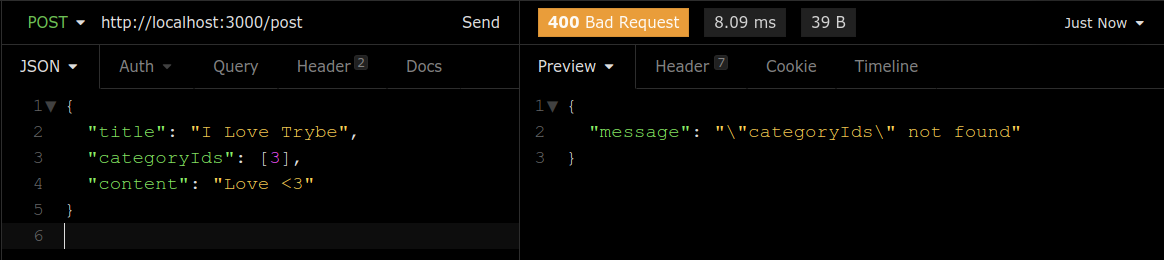 POST http://localhost:3000/post Send
400 Bad Request 8.09 ms 39 B Just Now
JSON Auth Query Header 2 Docs
Preview Header 7 Cookie Timeline
1 {
2 "title": "I Love Trybe",
3 "categoryIds": [3],
4 "content": "Love <3"
5 }
6
1 {
2 "message": "\"categoryIds\" not found"
3 }